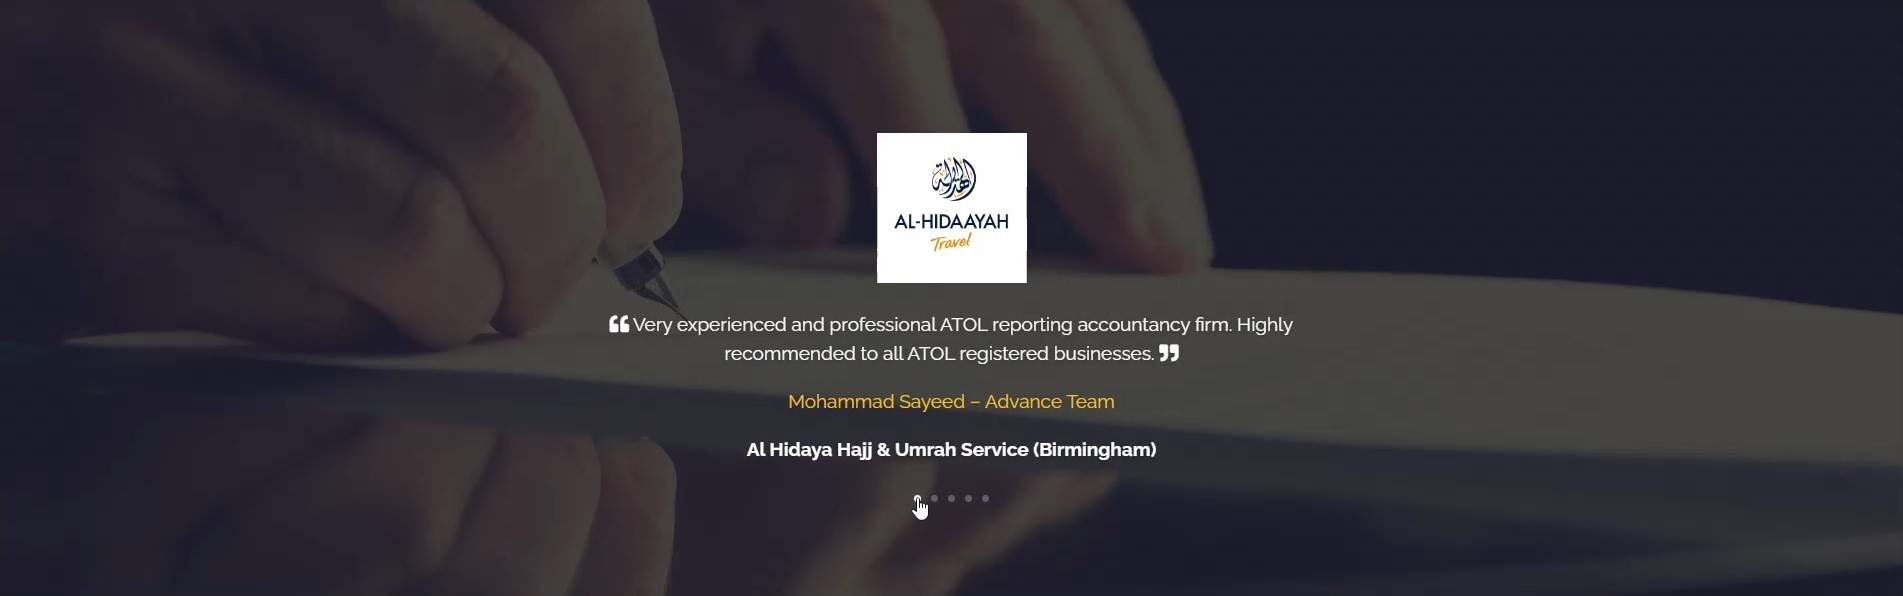 الهداية
AL-HIDAAYAH
Travel
“ Very experienced and professional ATOL reporting accountancy firm. Highly
recommended to all ATOL registered businesses. ”
Mohammad Sayeed – Advance Team
Al Hidaya Hajj & Umrah Service (Birmingham)